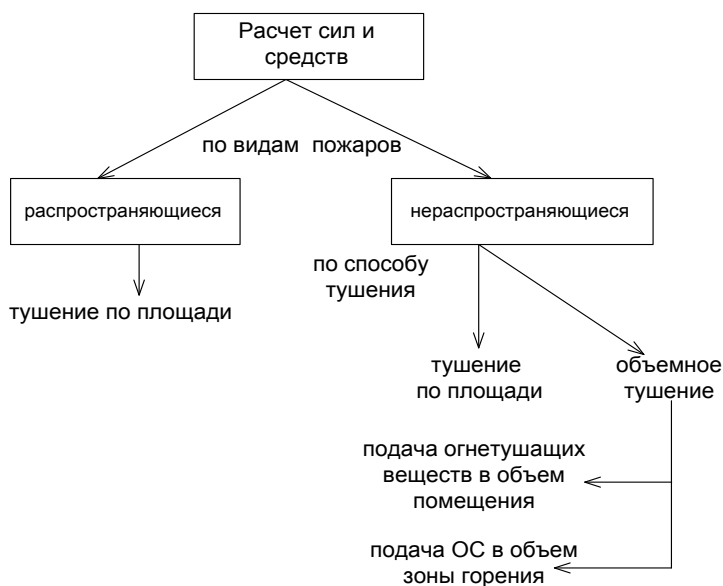 Расчет сил и
средств
по видам пожаров
распространяющиеся
нераспространяющиеся
по способу
тушения
тушение по площади
тушение
по площади
объемное
тушение
подача огнетушащих
веществ в объем
помещения
подача ОС в объем
зоны горения